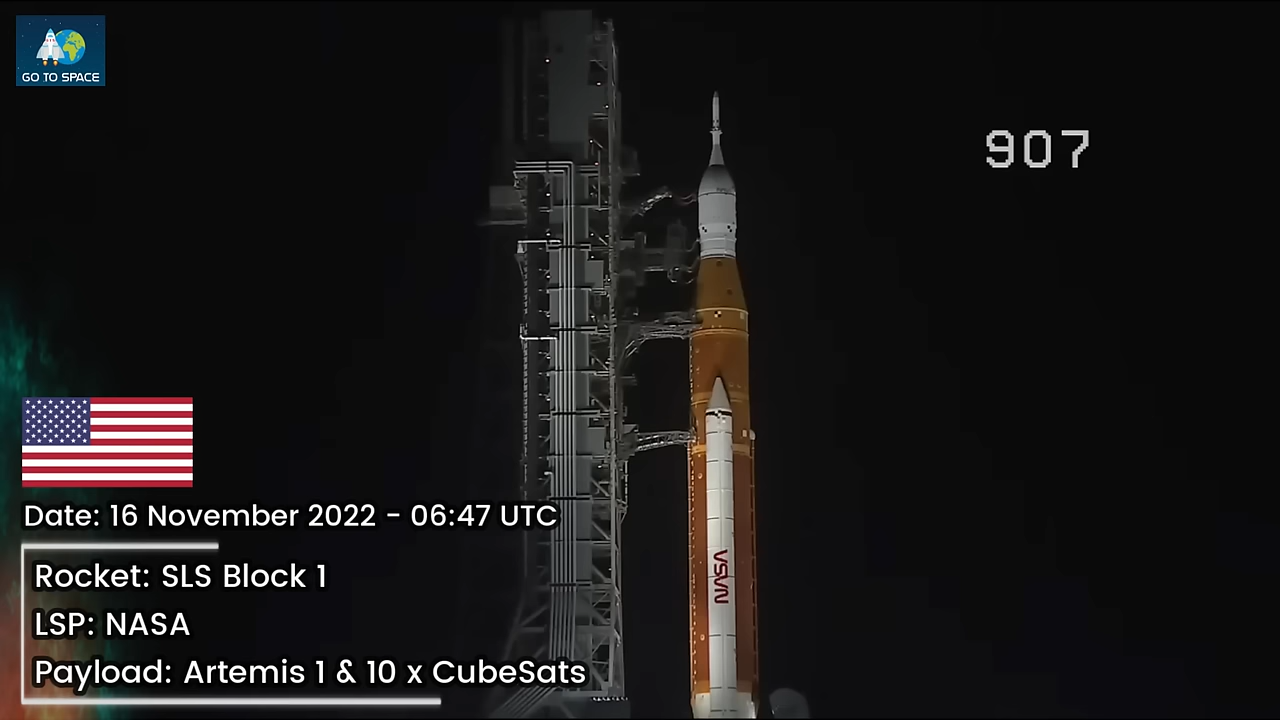 GO TO SPACE
907
NASA
Date: 16 November 2022 - 06:47 UTC
Rocket: SLS Block 1
LSP: NASA
Payload: Artemis 1 & 10 x CubeSats